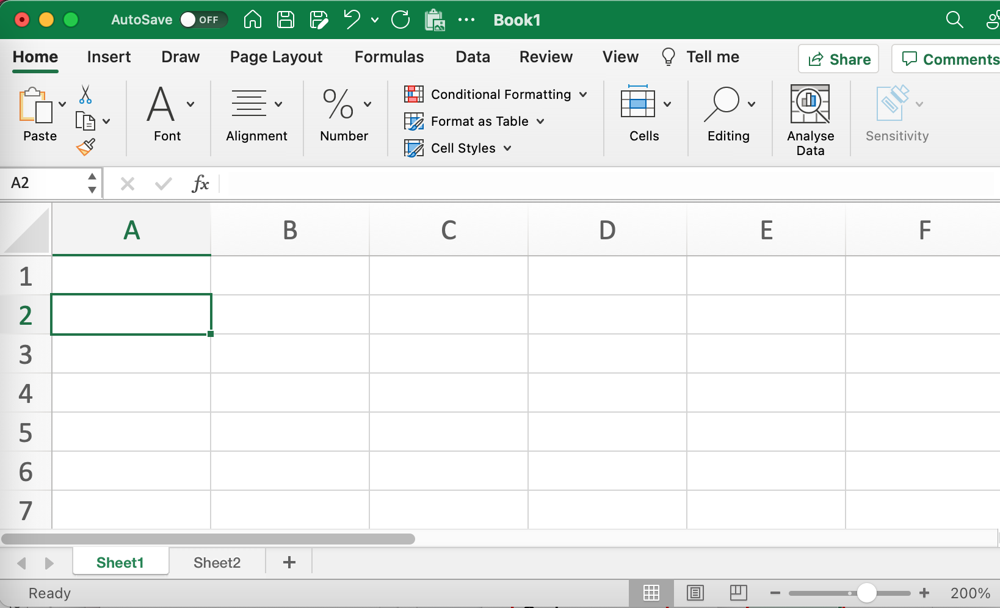 AutoSave OFF Book1
Home Insert Draw Page Layout Formulas Data Review View Tell me Share Comments
Paste Font Alignment Number
Conditional Formatting
Format as Table
Cell Styles
Cells Editing Analyse Data Sensitivity
A2 fx
A B C D E F
1
2
3
4
5
6
7
Sheet1 Sheet2 +
Ready 200%